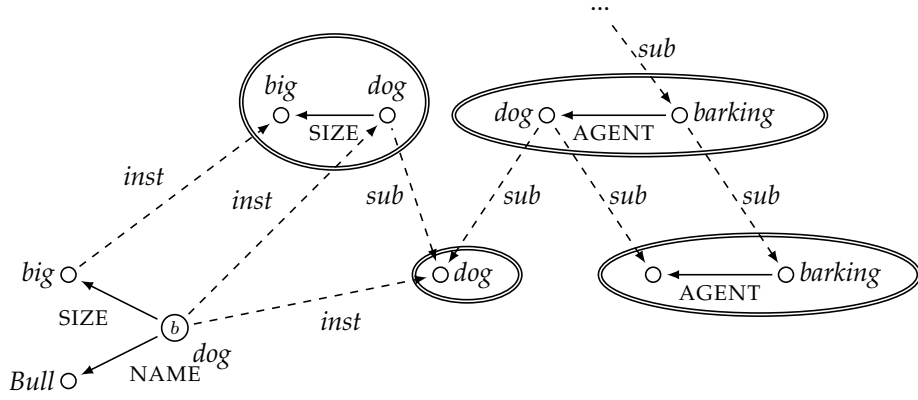 ...
sub
big dog dog barking
SIZE AGENT
inst inst sub sub sub sub
big dog barking
SIZE inst AGENT
b
dog
NAME
Bull